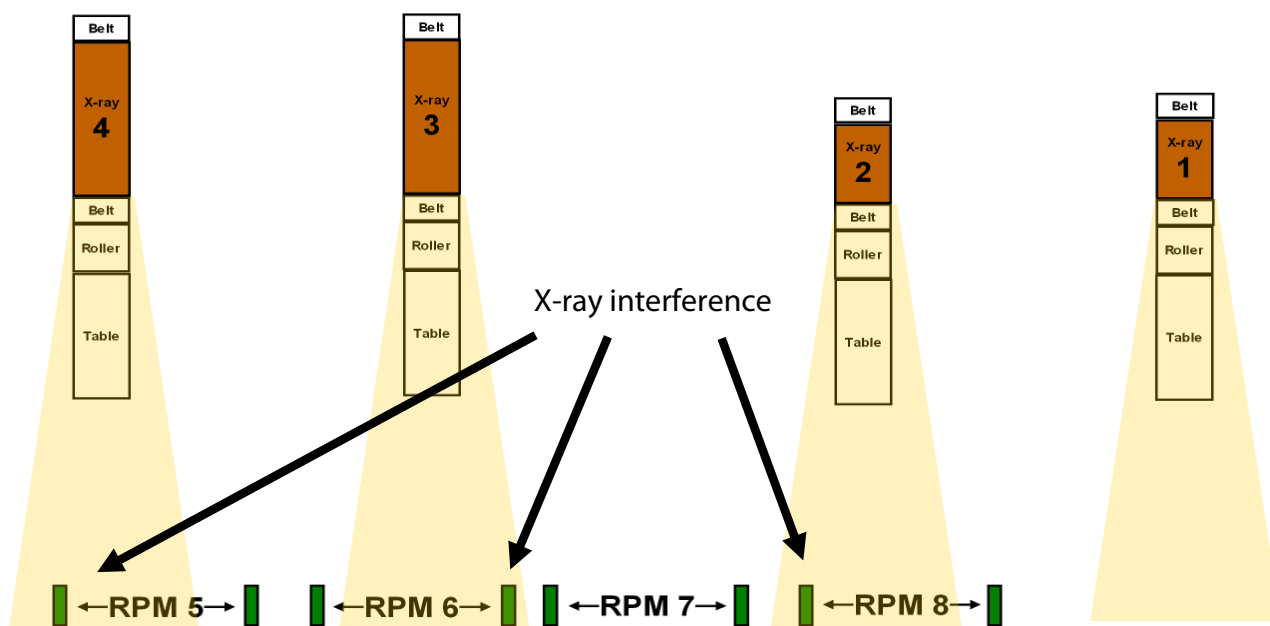 Belt
X-ray
4
Belt
Roller
Table
Belt
X-ray
3
Belt
Roller
Table
Belt
X-ray
2
Belt
Roller
Table
Belt
X-ray
1
Belt
Roller
Table
X-ray interference
RPM 5
RPM 6
RPM 7
RPM 8